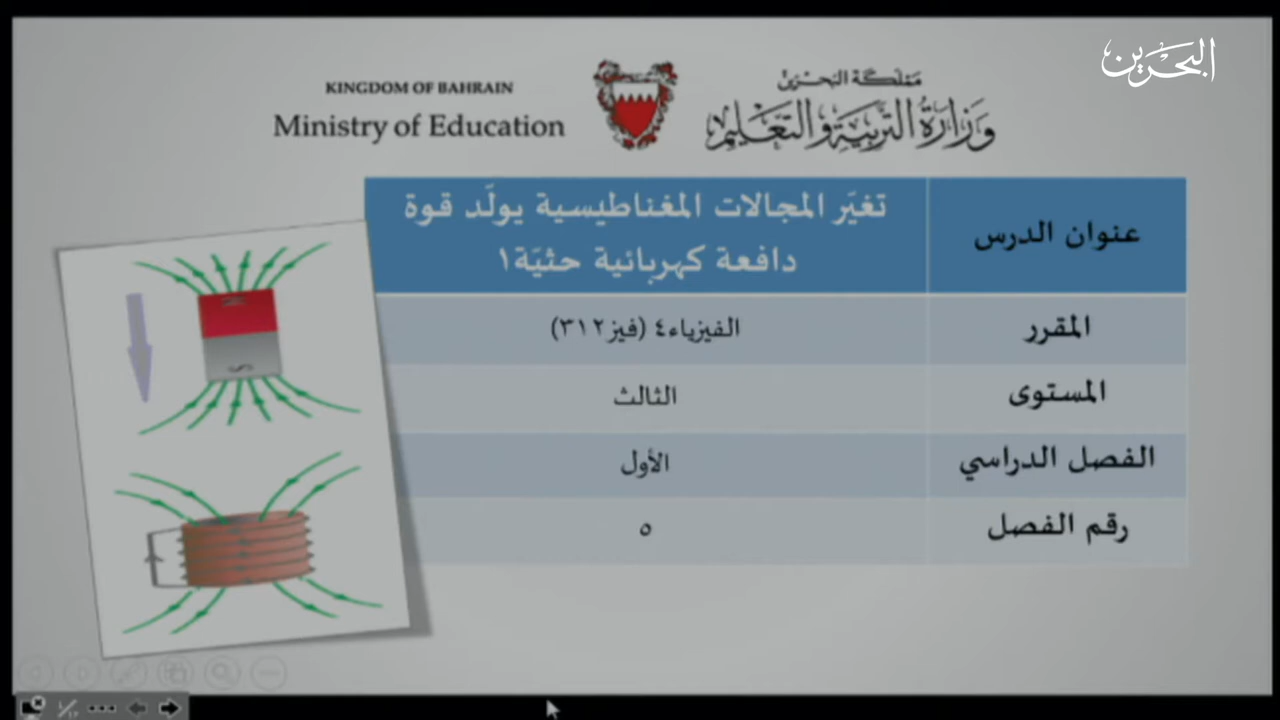 البحرين
KINGDOM OF BAHRAIN
Ministry of Education
مملكة البحرين
وزارة التربية والتعليم
عنوان الدرس
تغيّر المجالات المغناطيسية يولّد قوة
دافعة كهربائية حثيّة١
المقرر
الفيزياء٤ (فيز٣١٢)
المستوى
الثالث
الفصل الدراسي
الأول
رقم الفصل
٥